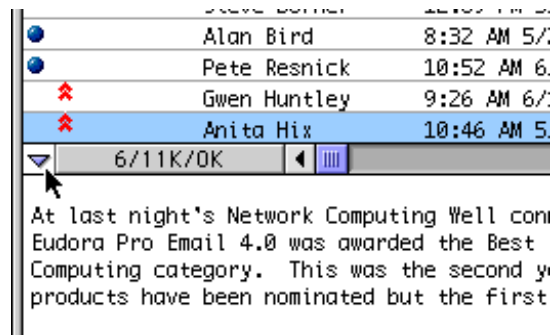 Alan Bird 8:32 AM 5/
Pete Resnick 10:52 AM 6
Gwen Huntley 9:26 AM 6/
Anita Hix 10:46 AM 5
6/11K/0K
At last night's Network Computing Well con
Eudora Pro Email 4.0 was awarded the Best
Computing category. This was the second y
products have been nominated but the first